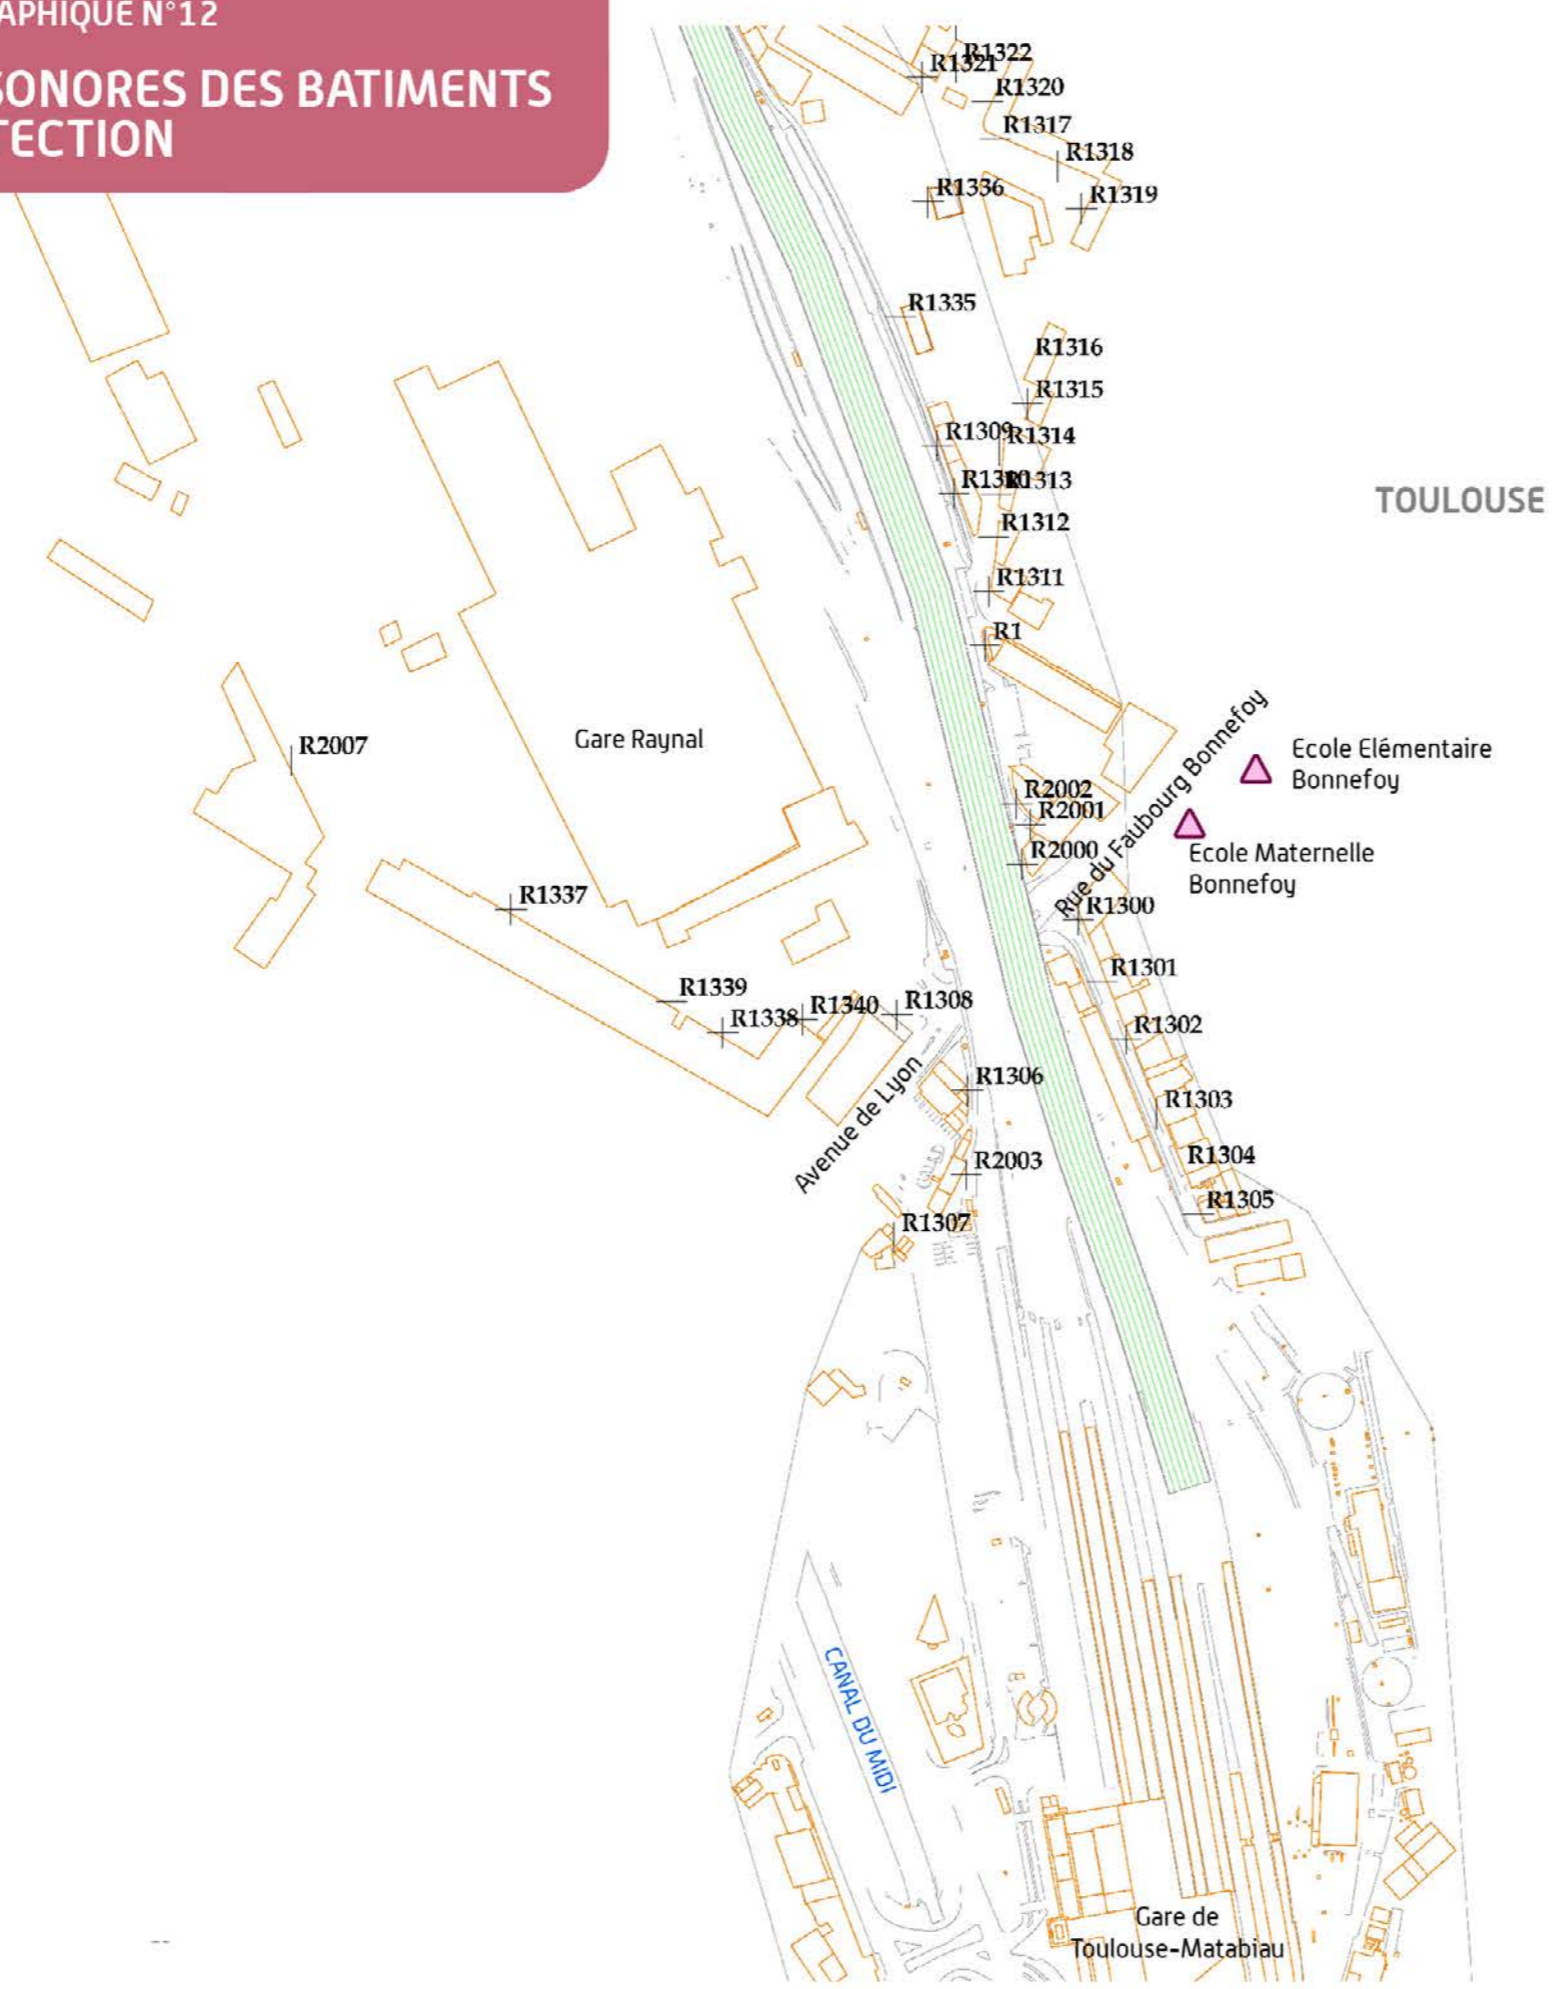 APHIQUE N°12
SONORES DES BATIMENTS
TECTION
R1322
R1321
R1320
R1317
R1318
R1336
R1319
R1335
R1316
R1315
R1309
R1314
R1310
R1313
TOULOUSE
R1312
R1311
R1
Rue du Faubourg Bonnefoy
Gare Raynal
R2007
Ecole Elémentaire
Bonnefoy
R2002
R2001
R2000
Ecole Maternelle
Bonnefoy
R1337
R1300
R1301
R1339
R1338
R1340
R1308
R1302
Avenue de Lyon
R1306
R1303
R2003
R1304
R1305
R1307
CANAL DU MIDI
Gare de
Toulouse-Matabiau